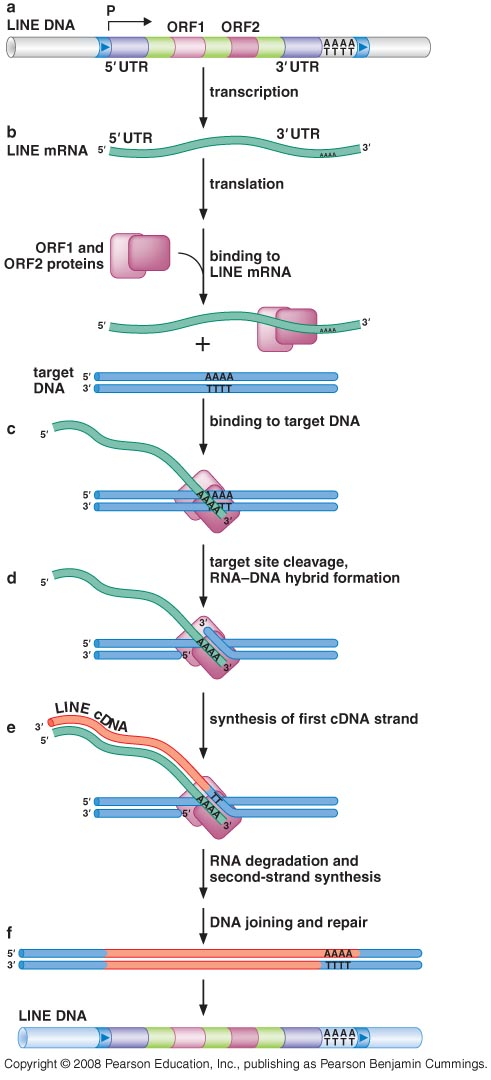 a
P
LINE DNA
ORF1 ORF2
AAAA
TTTT
5′ UTR 3′ UTR
transcription
b
5′ UTR 3′ UTR
LINE mRNA 5′ AAAA 3′
translation
ORF1 and
ORF2 proteins
binding to
LINE mRNA
5′ AAAA 3′
+
target
DNA
5′ AAAA
3′ TTTT
binding to target DNA
c
5′
5′ AAAA AAA
3′ TT
3′
target site cleavage,
RNA–DNA hybrid formation
d
5′
3′
5′ AAAA
3′ 5′ 3′
synthesis of first cDNA strand
e
LINE cDNA
3′
5′
TT
5′ AAAA
3′ 5′ 3′
RNA degradation and
second-strand synthesis
DNA joining and repair
f
5′ AAAA
3′ TTTT
LINE DNA
AAAA
TTTT
Copyright © 2008 Pearson Education, Inc., publishing as Pearson Benjamin Cummings.